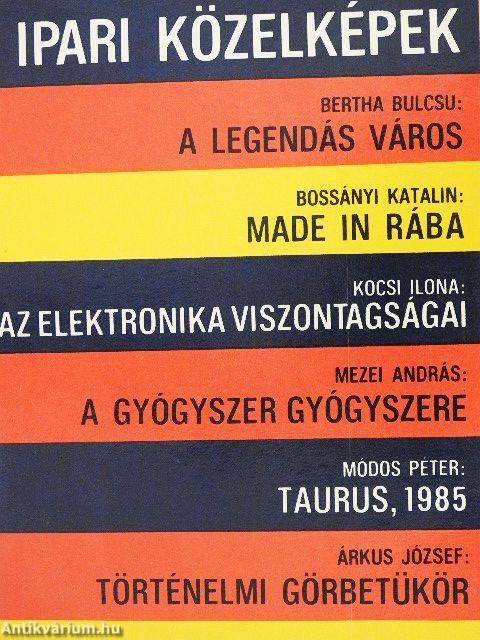 IPARI KÖZELKÉPEK
BERTHA BULCSU:
A LEGENDÁS VÁROS
BOSSÁNYI KATALIN:
MADE IN RÁBA
KOCSI ILONA:
AZ ELEKTRONIKA VISZONTAGSÁGAI
MEZEI ANDRÁS:
A GYÓGYSZER GYÓGYSZERE
MÓDOS PÉTER:
TAURUS, 1985
ÁRKUS JÓZSEF:
TÖRTÉNELMI GÖRBETÜKÖR
Antikvárium.hu